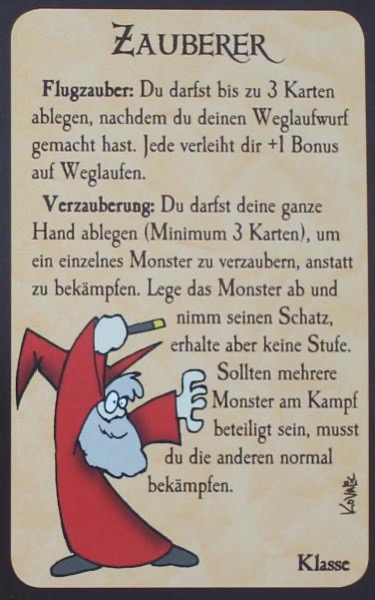 Zauberer
Flugzauber: Du darfst bis zu 3 Karten
ablegen, nachdem du deinen Weglaufwurf
gemacht hast. Jede verleiht dir +1 Bonus
auf Weglaufen.
Verzauberung: Du darfst deine ganze
Hand ablegen (Minimum 3 Karten), um
ein einzelnes Monster zu verzaubern, anstatt
zu bekämpfen. Lege das Monster ab und
nimm seinen Schatz,
erhalte aber keine Stufe.
Sollten mehrere
Monster am Kampf
beteiligt sein, musst
du die anderen normal
bekämpfen.
Kovalic
Klasse